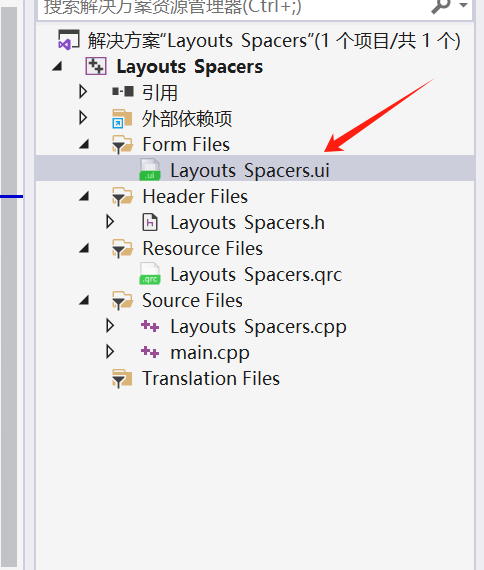 搜索解决方案资源管理器(Ctrl+;)
解决方案"Layouts Spacers"(1 个项目/共 1 个)
Layouts Spacers
引用
外部依赖项
Form Files
.ui Layouts Spacers.ui
Header Files
h Layouts Spacers.h
Resource Files
.qrc Layouts Spacers.qrc
Source Files
Layouts Spacers.cpp
main.cpp
Translation Files